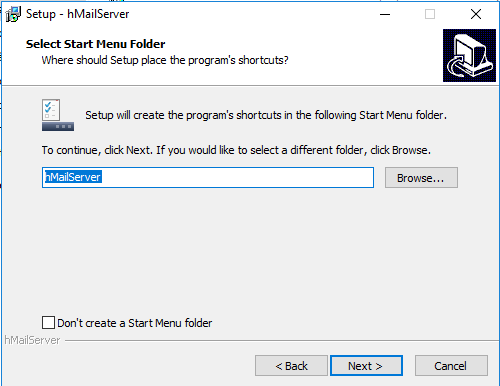 Setup - hMailServer
Select Start Menu Folder
Where should Setup place the program's shortcuts?
Setup will create the program's shortcuts in the following Start Menu folder.
To continue, click Next. If you would like to select a different folder, click Browse.
hMailServer
Browse...
Don't create a Start Menu folder
hMailServer
< Back
Next >
Cancel